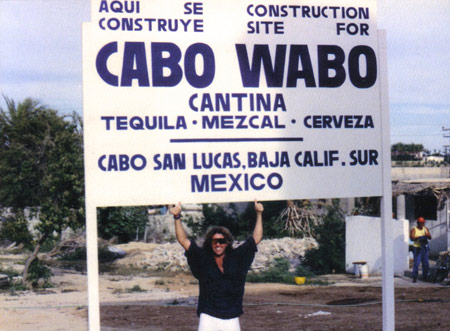 AQUI SE CONSTRUCTION
CONSTRUYE SITE FOR
CABO WABO
CANTINA
TEQUILA · MEZCAL · CERVEZA
CABO SAN LUCAS, BAJA CALIF. SUR
MEXICO